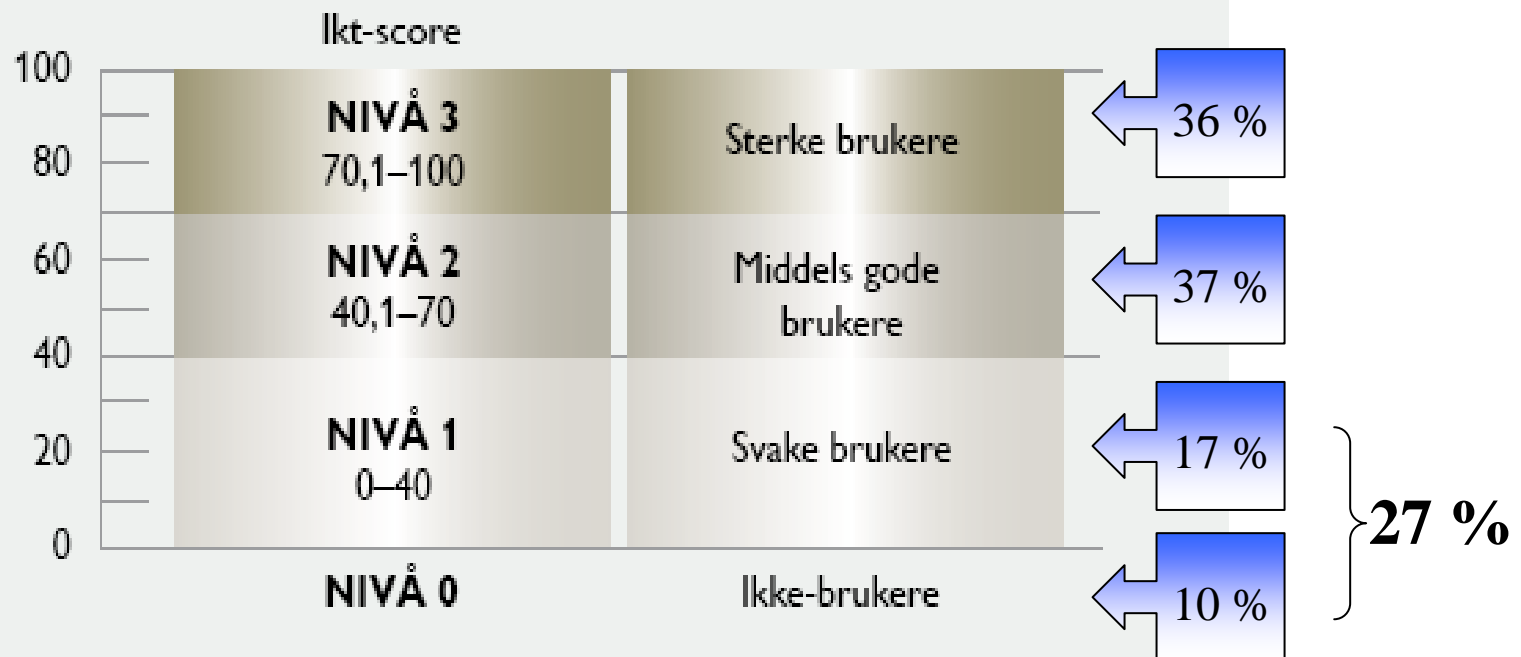 Ikt-score
100
80
60
40
20
0
NIVÅ 3
70,1–100
Sterke brukere
36 %
NIVÅ 2
40,1–70
Middels gode
brukere
37 %
NIVÅ 1
0–40
Svake brukere
17 %
27 %
NIVÅ 0
Ikke-brukere
10 %